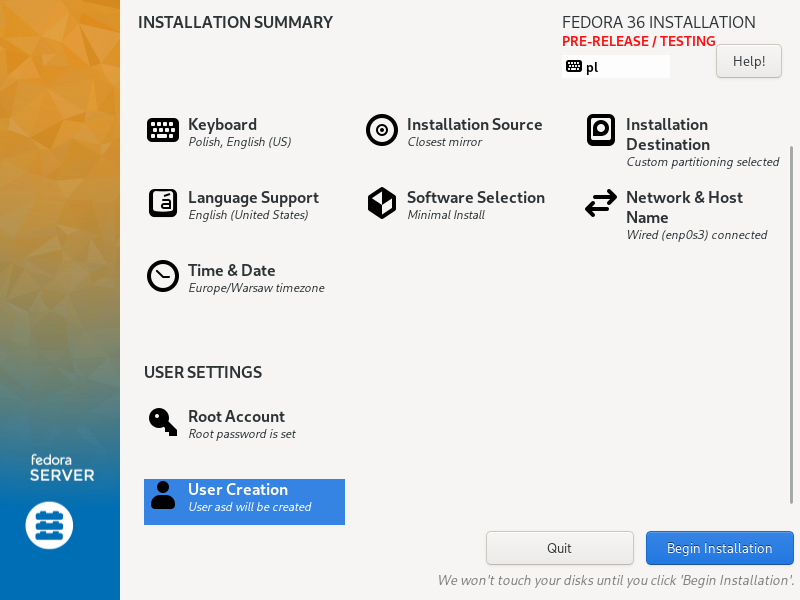 INSTALLATION SUMMARY
FEDORA 36 INSTALLATION
PRE-RELEASE / TESTING
pl
Help!
Keyboard
Polish, English (US)
Installation Source
Closest mirror
Installation
Destination
Custom partitioning selected
Language Support
English (United States)
Software Selection
Minimal Install
Network & Host
Name
Wired (enp0s3) connected
Time & Date
Europe/Warsaw timezone
USER SETTINGS
Root Account
Root password is set
User Creation
User asd will be created
fedora
SERVER
Quit
Begin Installation
We won't touch your disks until you click 'Begin Installation'.